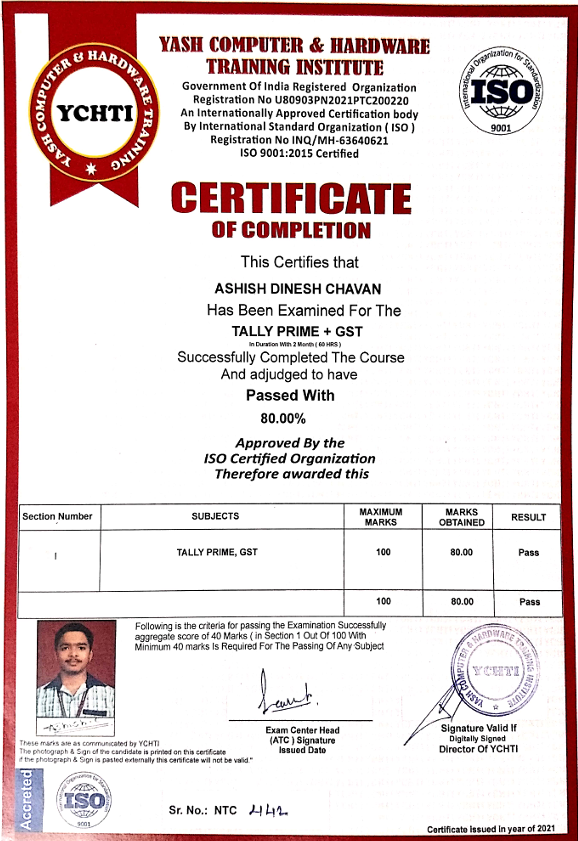 YASH COMPUTER & HARDWARE TRAINING
YCHTI
YASH COMPUTER & HARDWARE
TRAINING INSTITUTE
Government Of India Registered Organization
Registration No U80903PN2021PTC200220
An Internationally Approved Certification body
By International Standard Organization ( ISO )
Registration No INQ/MH-63640621
ISO 9001:2015 Certified
International Organization for Standardization
ISO
9001
CERTIFICATE
OF COMPLETION
This Certifies that
ASHISH DINESH CHAVAN
Has Been Examined For The
TALLY PRIME + GST
In Duration With 2 Month ( 60 HRS )
Successfully Completed The Course
And adjudged to have
Passed With
80.00%
Approved By the
ISO Certified Organization
Therefore awarded this
Section Number SUBJECTS MAXIMUM MARKS MARKS OBTAINED RESULT
I TALLY PRIME, GST 100 80.00 Pass
100 80.00 Pass
Following is the criteria for passing the Examination Successfully
aggregate score of 40 Marks ( in Section 1 Out Of 100 With
Minimum 40 marks Is Required For The Passing Of Any Subject
YASH COMPUTER & HARDWARE TRAINING INSTITUTE
YCHTI
Exam Center Head
(ATC ) Signature
Issued Date
Signature Valid If
Digitally Signed
Director Of YCHTI
These marks are as communicated by YCHTI
The photograph & Sign of the candidate is printed on this certificate
if the photograph & Sign is pasted externally this certificate will not be valid."
Accreted
International Organization for Standardization
ISO
9001
Sr. No.: NTC 442
Certificate Issued In year of 2021